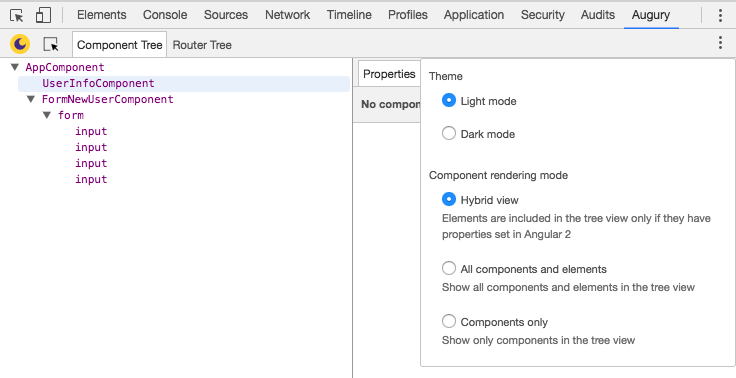 Elements Console Sources Network Timeline Profiles Application Security Audits Augury
Component Tree Router Tree
AppComponent
UserInfoComponent
FormNewUserComponent
form
input
input
input
input
Properties
No compon
Theme
Light mode
Dark mode
Component rendering mode
Hybrid view
Elements are included in the tree view only if they have
properties set in Angular 2
All components and elements
Show all components and elements in the tree view
Components only
Show only components in the tree view